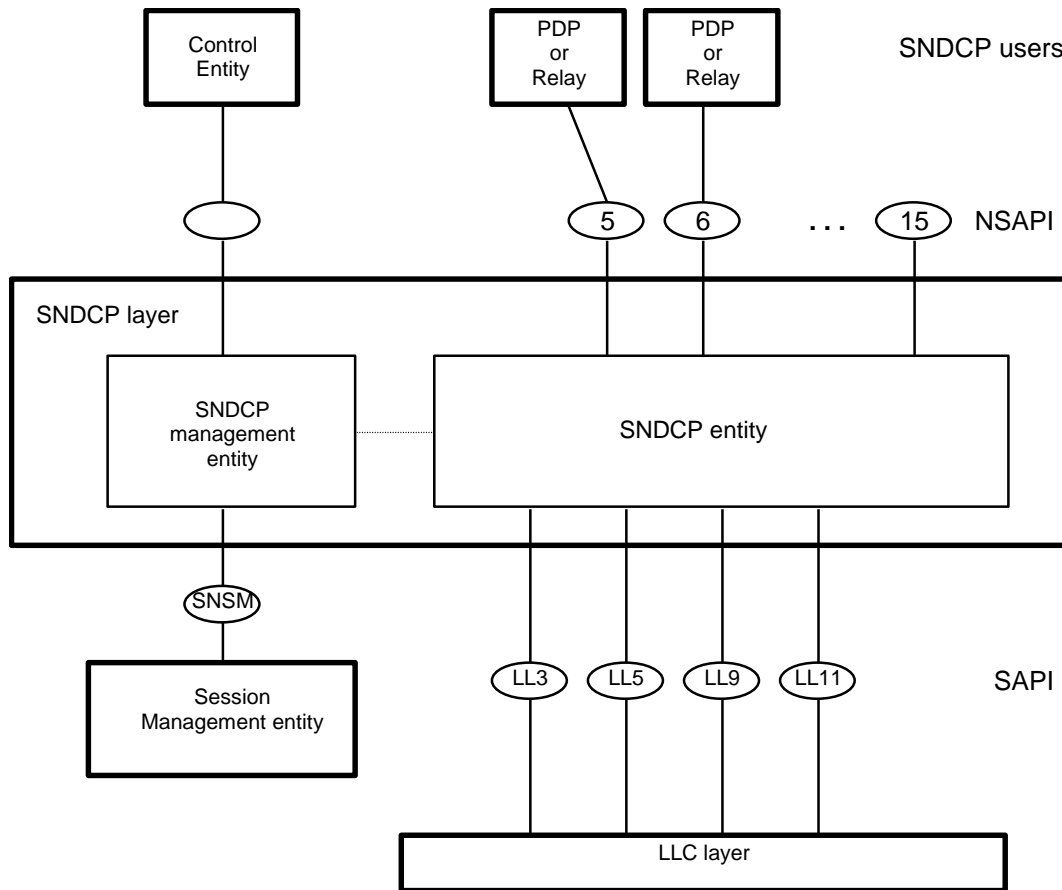 Control
Entity
PDP
or
Relay
PDP
or
Relay
SNDCP users
5
6
. . .
15
NSAPI
SNDCP layer
SNDCP
management
entity
SNDCP entity
SNSM
LL3
LL5
LL9
LL11
SAPI
Session
Management entity
LLC layer